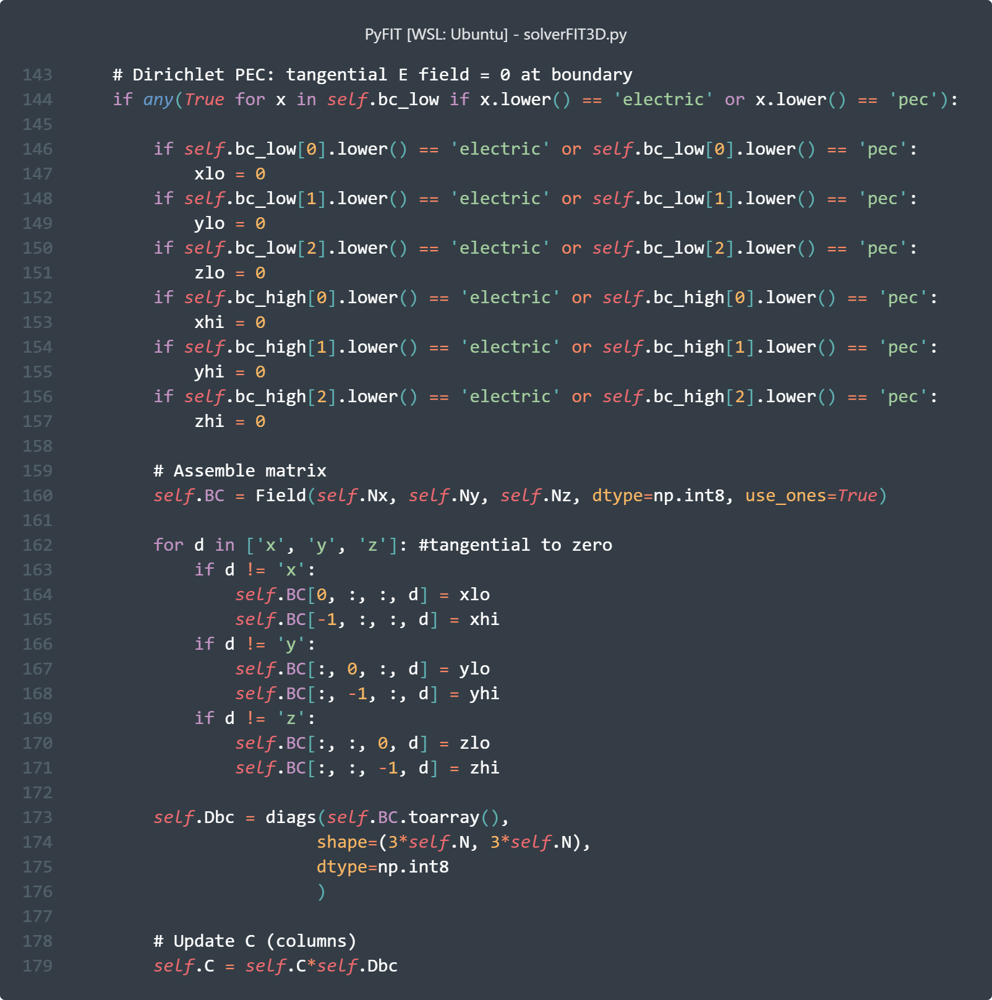 PyFIT [WSL: Ubuntu] - solverFIT3D.py
143 # Dirichlet PEC: tangential E field = 0 at boundary
144 if any(True for x in self.bc_low if x.lower() == 'electric' or x.lower() == 'pec'):
145
146 if self.bc_low[0].lower() == 'electric' or self.bc_low[0].lower() == 'pec':
147 xlo = 0
148 if self.bc_low[1].lower() == 'electric' or self.bc_low[1].lower() == 'pec':
149 ylo = 0
150 if self.bc_low[2].lower() == 'electric' or self.bc_low[2].lower() == 'pec':
151 zlo = 0
152 if self.bc_high[0].lower() == 'electric' or self.bc_high[0].lower() == 'pec':
153 xhi = 0
154 if self.bc_high[1].lower() == 'electric' or self.bc_high[1].lower() == 'pec':
155 yhi = 0
156 if self.bc_high[2].lower() == 'electric' or self.bc_high[2].lower() == 'pec':
157 zhi = 0
158
159 # Assemble matrix
160 self.BC = Field(self.Nx, self.Ny, self.Nz, dtype=np.int8, use_ones=True)
161
162 for d in ['x', 'y', 'z']: #tangential to zero
163 if d != 'x':
164 self.BC[0, :, :, d] = xlo
165 self.BC[-1, :, :, d] = xhi
166 if d != 'y':
167 self.BC[:, 0, :, d] = ylo
168 self.BC[:, -1, :, d] = yhi
169 if d != 'z':
170 self.BC[:, :, 0, d] = zlo
171 self.BC[:, :, -1, d] = zhi
172
173 self.Dbc = diags(self.BC.toarray(),
174 shape=(3*self.N, 3*self.N),
175 dtype=np.int8
176 )
177
178 # Update C (columns)
179 self.C = self.C*self.Dbc